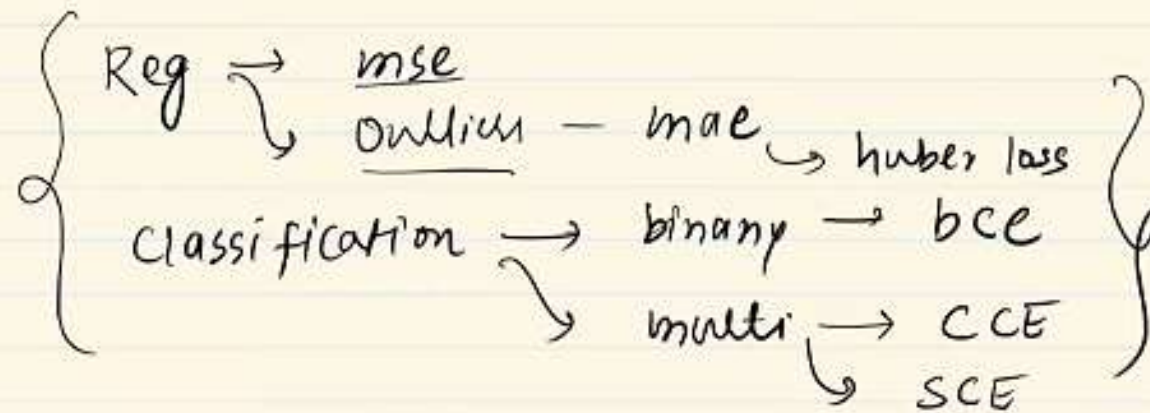 Reg → mse
↘ outliers — mae ↳ huber loss
Classification → binary → bce
↘ multi → CCE
↳ SCE